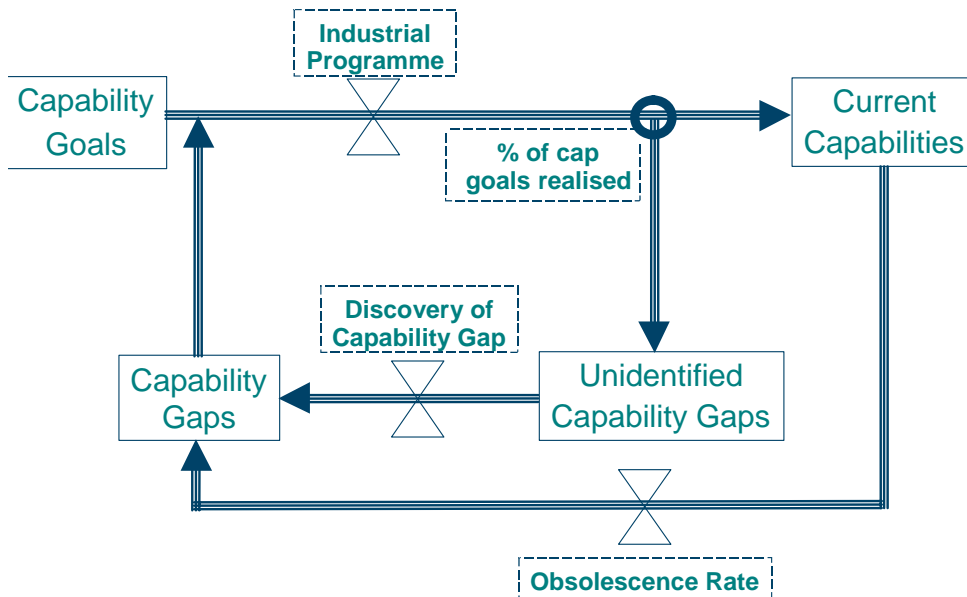 Industrial
Programme
Capability
Goals
Current
Capabilities
% of cap
goals realised
Discovery of
Capability Gap
Capability
Gaps
Unidentified
Capability Gaps
Obsolescence Rate